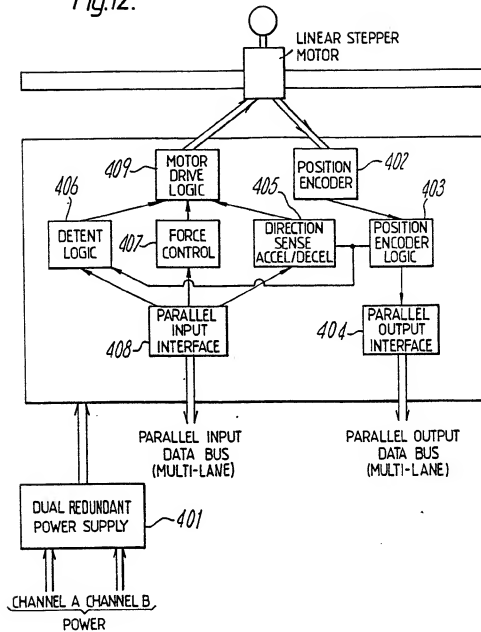 Fig.12.
LINEAR STEPPER
MOTOR
409
MOTOR
DRIVE
LOGIC
POSITION
ENCODER
402
406
405
403
DETENT
LOGIC
407
FORCE
CONTROL
DIRECTION
SENSE
ACCEL/DECEL
POSITION
ENCODER
LOGIC
PARALLEL
INPUT
INTERFACE
408
404
PARALLEL
OUTPUT
INTERFACE
PARALLEL INPUT
DATA BUS
(MULTI-LANE)
PARALLEL OUTPUT
DATA BUS
(MULTI-LANE)
DUAL REDUNDANT
POWER SUPPLY
401
CHANNEL A CHANNEL B
POWER